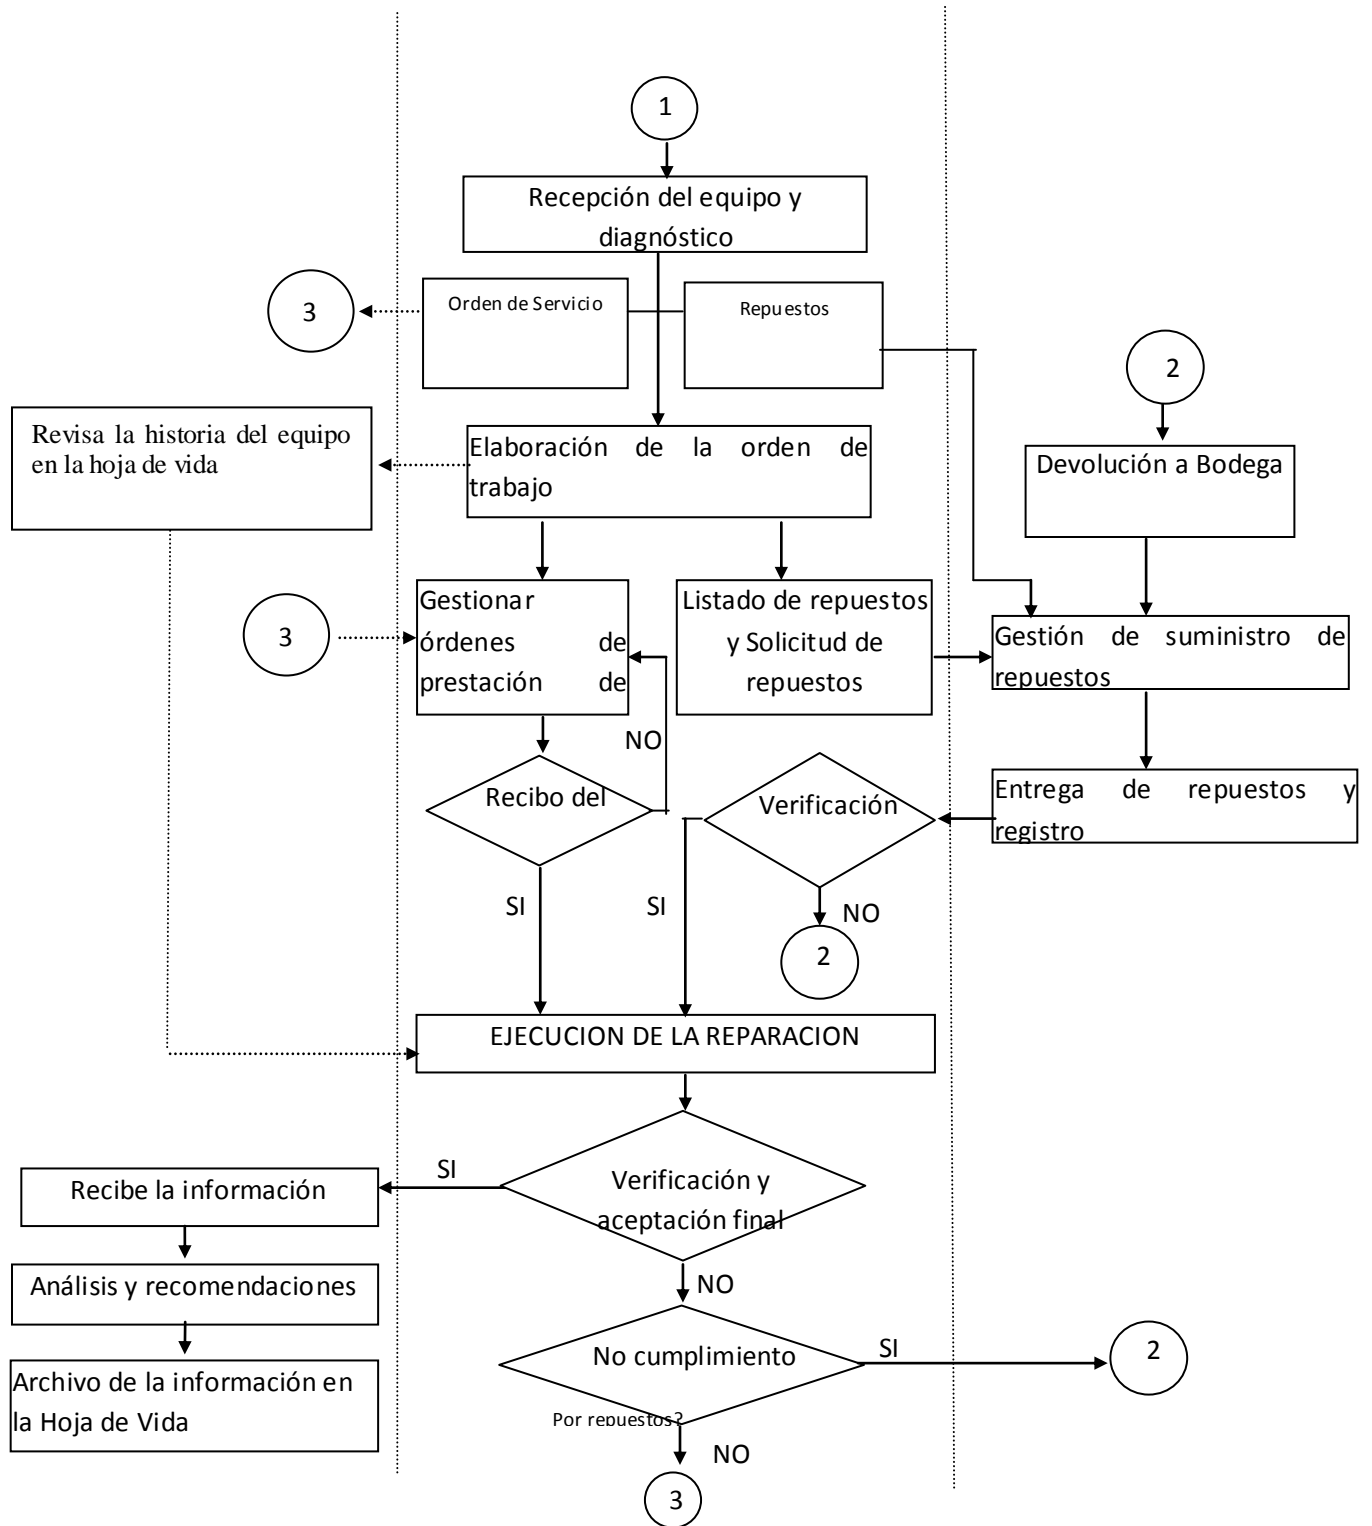 1
Recepción del equipo y
diagnóstico
3
Orden de Servicio
Repuestos
2
Revisa la historia del equipo
en la hoja de vida
Elaboración de la orden de
trabajo
Devolución a Bodega
3
Gestionar
órdenes de
prestación de
Listado de repuestos
y Solicitud de
repuestos
Gestión de suministro de
repuestos
NO
Recibo del
Verificación
Entrega de repuestos y
registro
SI
SI
NO
2
EJECUCION DE LA REPARACION
SI
Verificación y
aceptación final
Recibe la información
NO
Análisis y recomendaciones
No cumplimiento
Por repuestos?
SI
2
Archivo de la información en
la Hoja de Vida
NO
3